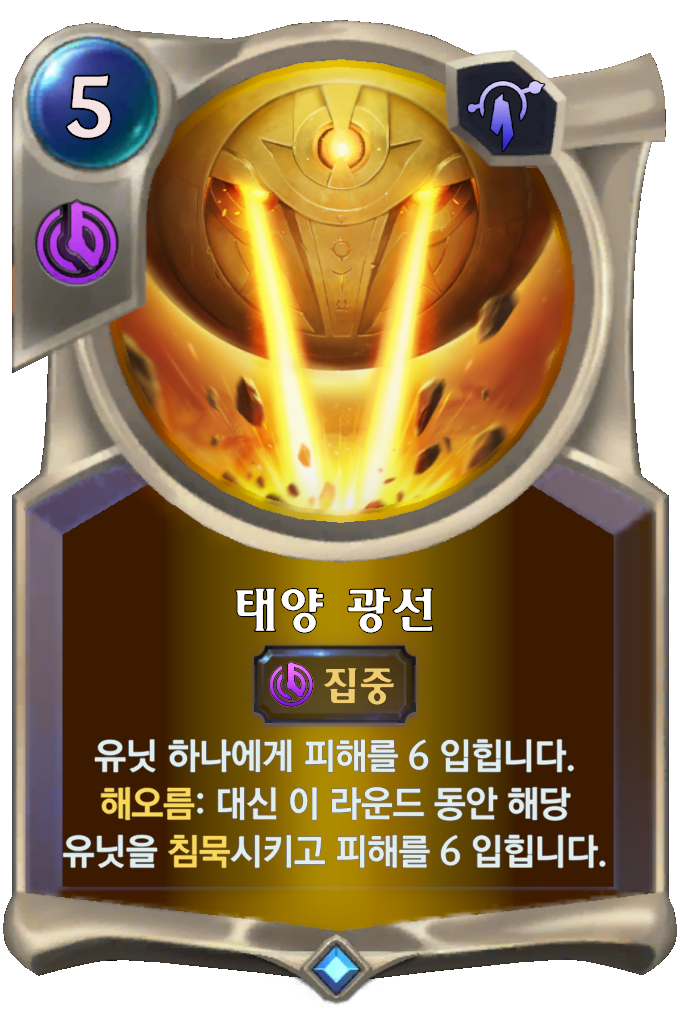 5
태양 광선
집중
유닛 하나에게 피해를 6 입힙니다.
해오름: 대신 이 라운드 동안 해당
유닛을 침묵시키고 피해를 6 입힙니다.